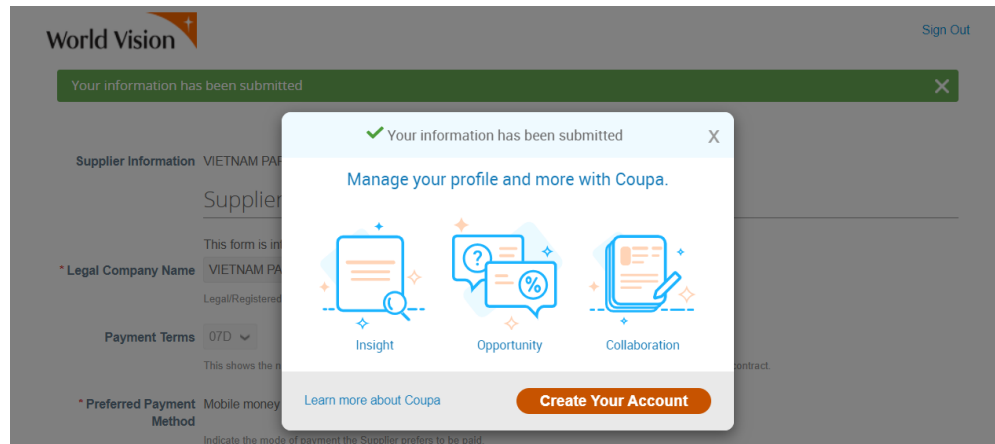 World Vision
Sign Out
Your information has been submitted
X
Your information has been submitted
X
Manage your profile and more with Coupa.
Insight
Opportunity
Collaboration
Learn more about Coupa
Create Your Account
Supplier Information VIETNAM PAR
Supplier
This form is in
* Legal Company Name VIETNAM PA
Legal/Registered
Payment Terms 07D
This shows the n
contract.
* Preferred Payment Method Mobile money
Indicate the mode of payment the Supplier prefers to be paid.